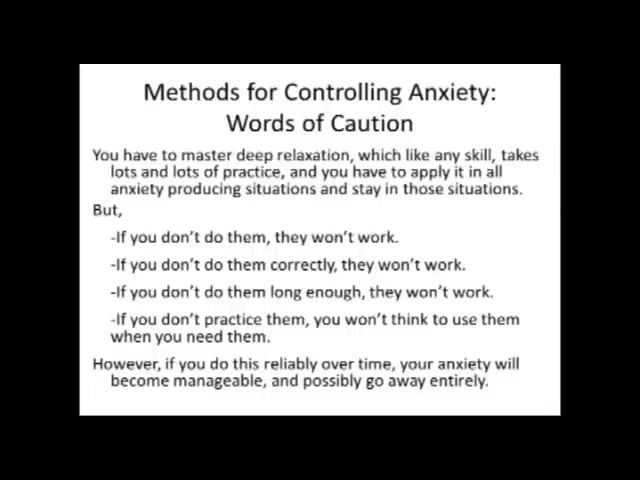 Methods for Controlling Anxiety:
Words of Caution
You have to master deep relaxation, which like any skill, takes
lots and lots of practice, and you have to apply it in all
anxiety producing situations and stay in those situations.
But,
-If you don't do them, they won't work.
-If you don't do them correctly, they won't work.
-If you don't do them long enough, they won't work.
-If you don't practice them, you won't think to use them
when you need them.
However, if you do this reliably over time, your anxiety will
become manageable, and possibly go away entirely.